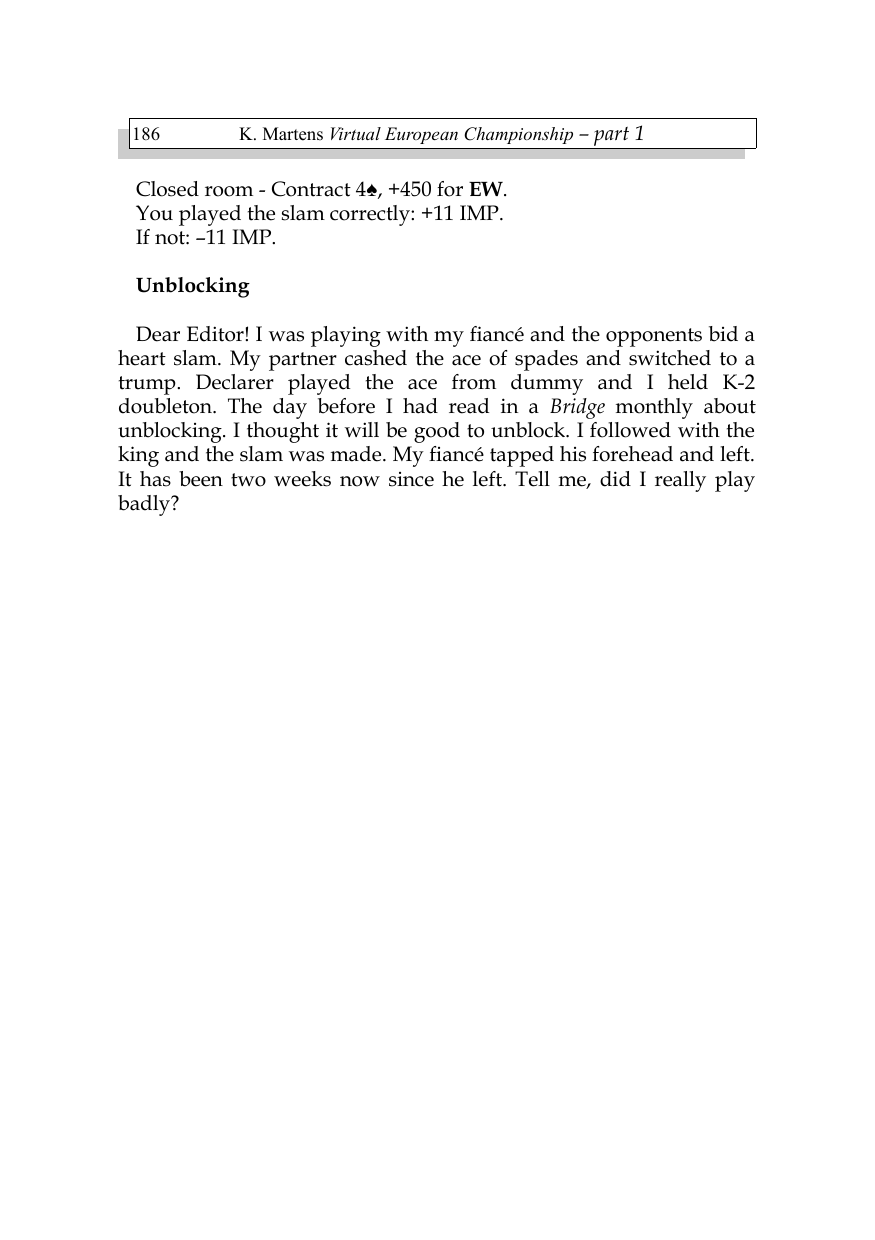 186 K. Martens Virtual European Championship – part 1
Closed room - Contract 4♠, +450 for EW.
You played the slam correctly: +11 IMP.
If not: –11 IMP.
Unblocking
Dear Editor! I was playing with my fiancé and the opponents bid a
heart slam. My partner cashed the ace of spades and switched to a
trump. Declarer played the ace from dummy and I held K-2
doubleton. The day before I had read in a Bridge monthly about
unblocking. I thought it will be good to unblock. I followed with the
king and the slam was made. My fiancé tapped his forehead and left.
It has been two weeks now since he left. Tell me, did I really play
badly?